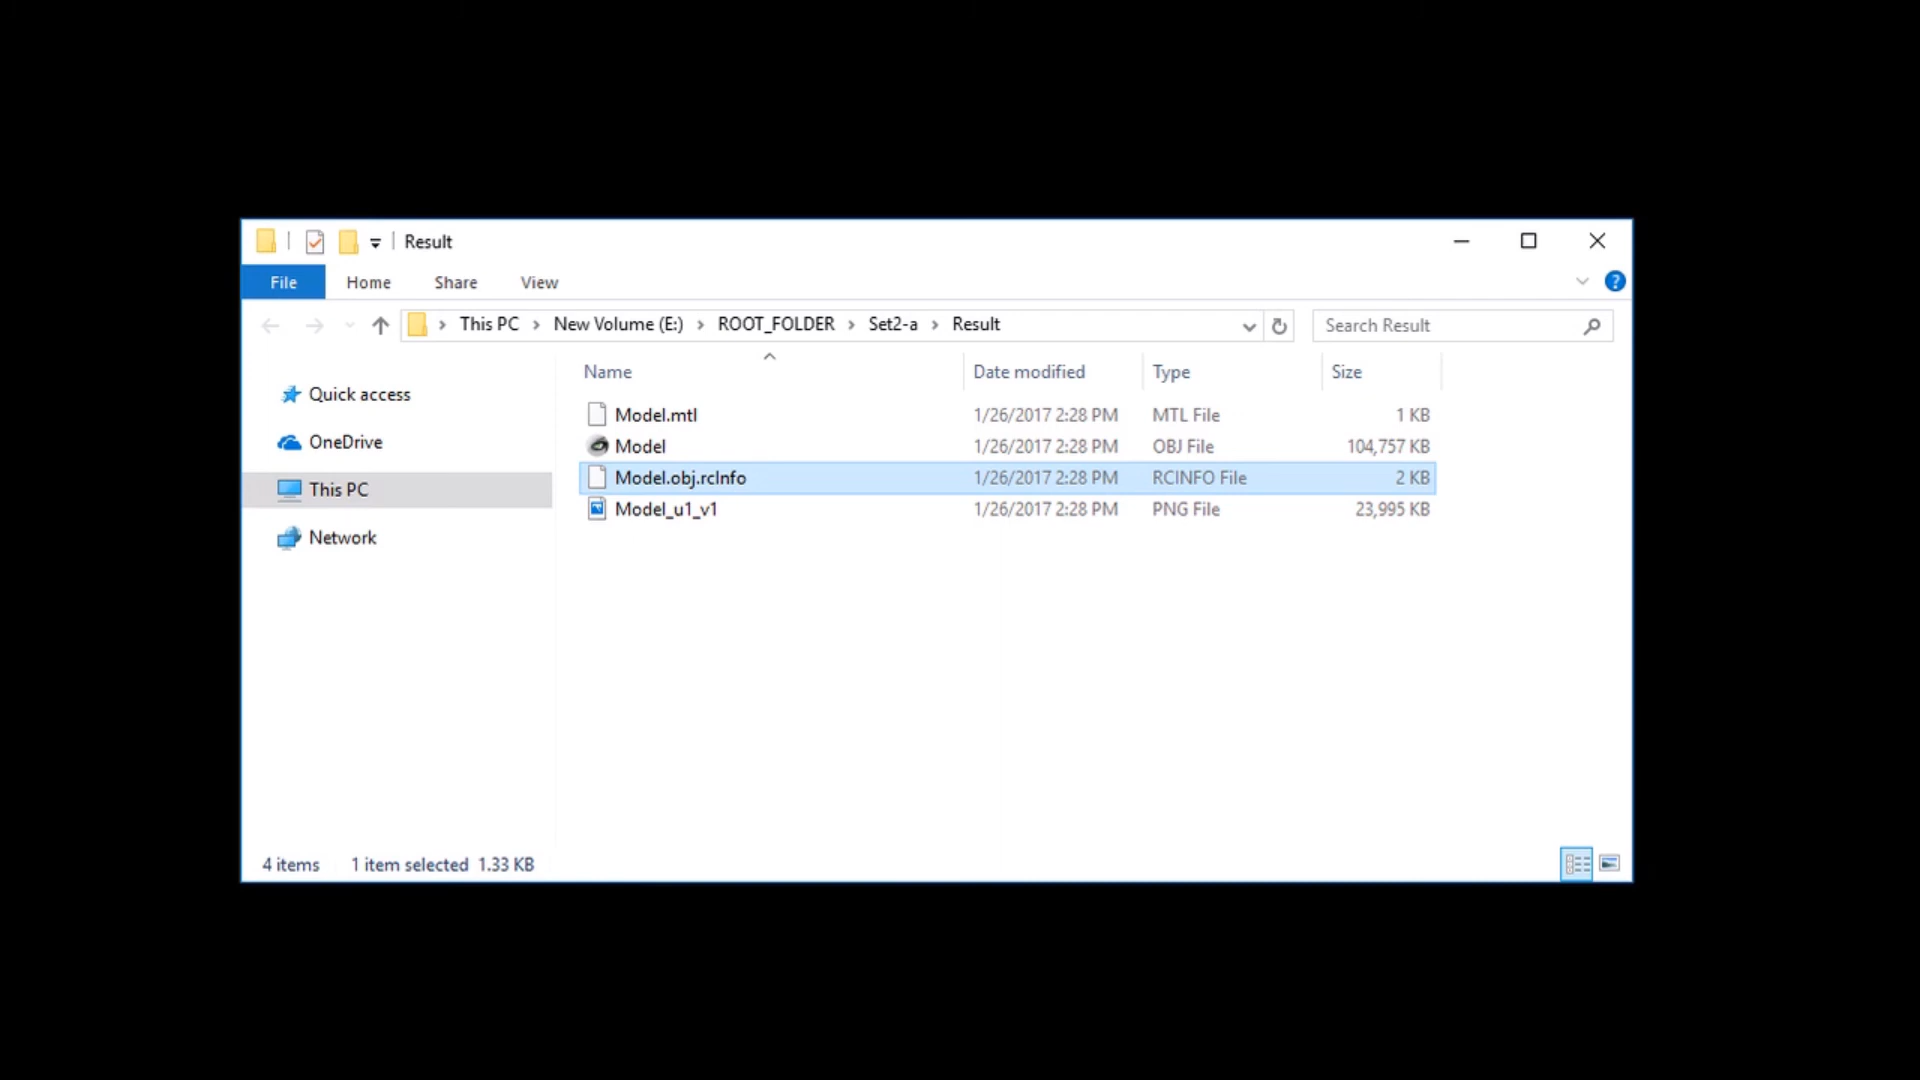 Result
File Home Share View ?
This PC > New Volume (E:) > ROOT_FOLDER > Set2-a > Result Search Result
Name Date modified Type Size
Quick access
OneDrive
This PC
Network
Model.mtl 1/26/2017 2:28 PM MTL File 1 KB
Model 1/26/2017 2:28 PM OBJ File 104,757 KB
Model.obj.rcInfo 1/26/2017 2:28 PM RCINFO File 2 KB
Model_u1_v1 1/26/2017 2:28 PM PNG File 23,995 KB
4 items 1 item selected 1.33 KB